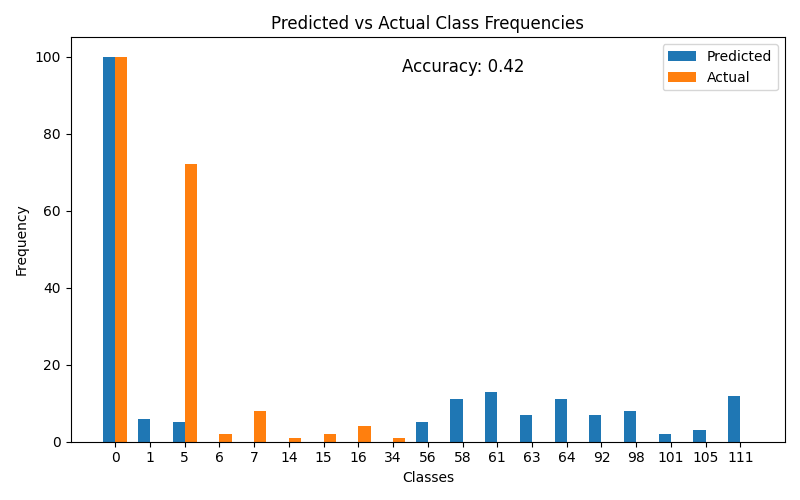 Predicted vs Actual Class Frequencies
Accuracy: 0.42
Predicted
Actual
100
80
60
40
20
0
Frequency
0 1 5 6 7 14 15 16 34 56 58 61 63 64 92 98 101 105 111
Classes